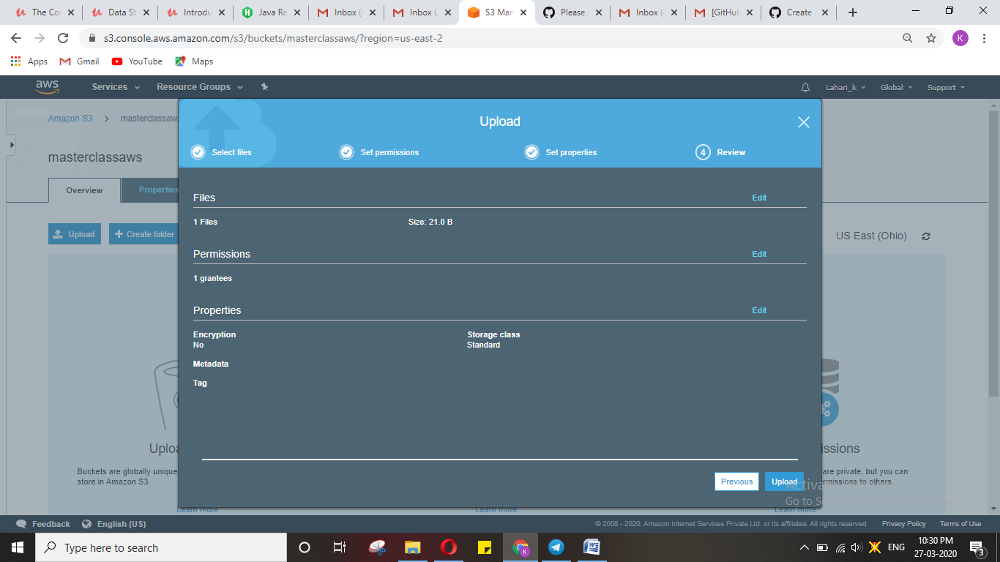 The Co
Data St
Introdu
Java Re
Inbox (
Inbox (
S3 Man
Please
Inbox (
[GitHub
Create
s3.console.aws.amazon.com/s3/buckets/masterclassaws/?region=us-east-2
K
Apps
Gmail
YouTube
Maps
aws
Services
Resource Groups
Lahari_k
Global
Support
Amazon S3
masterclassaws
Upload
Select files
Set permissions
Set properties
4 Review
masterclassaws
Overview
Properties
Files
Edit
1 Files
Size: 21.0 B
Upload
Create folder
US East (Ohio)
Permissions
Edit
1 grantees
Properties
Edit
Encryption
No
Storage class
Standard
Metadata
Tag
Uploa
issions
Buckets are globally unique
store in Amazon S3.
are private, but you can
rmissions to others.
Previous
Upload
Activa
Go to S
Learn more
Learn more
Learn more
Feedback
English (US)
© 2008 - 2020, Amazon Internet Services Private Ltd. or its affiliates. All rights reserved.
Privacy Policy
Terms of Use
Type here to search
ENG
10:30 PM
27-03-2020
3